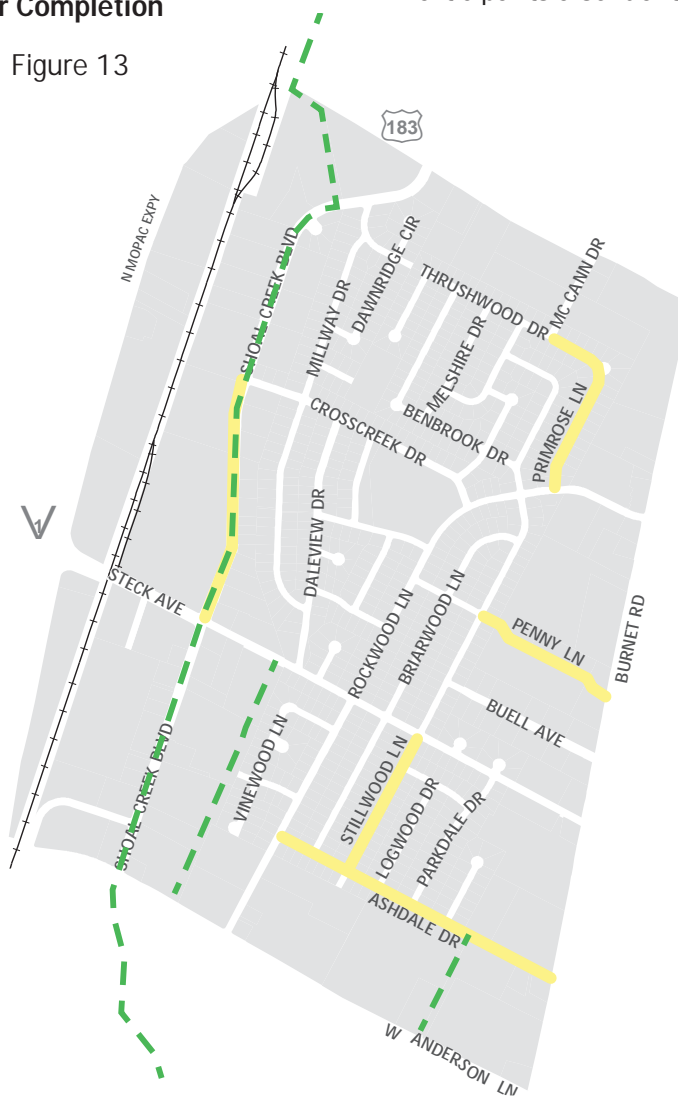 r Completion
Figure 13
183
N MOPAC EXPY
SHOAL CREEK BLVD
MILLWAY DR
DAWNRIDGE CIR
THRUSHWOOD DR
MC CANN DR
MELSHIRE DR
BENBROOK DR
CROSSCREEK DR
PRIMROSE LN
DALEVIEW DR
1
STECK AVE
ROCKWOOD LN
BRIARWOOD LN
PENNY LN
BURNET RD
BUELL AVE
VINEWOOD LN
SHOAL CREEK BLVD
STILLWOOD LN
LOGWOOD DR
PARKDALE DR
ASHDALE DR
W ANDERSON LN